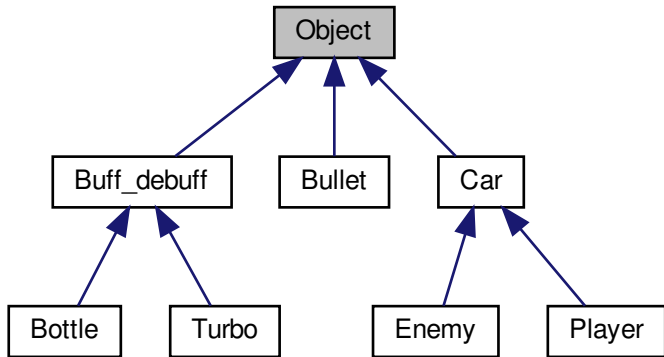 Object
Buff_debuff
Bullet
Car
Bottle
Turbo
Enemy
Player